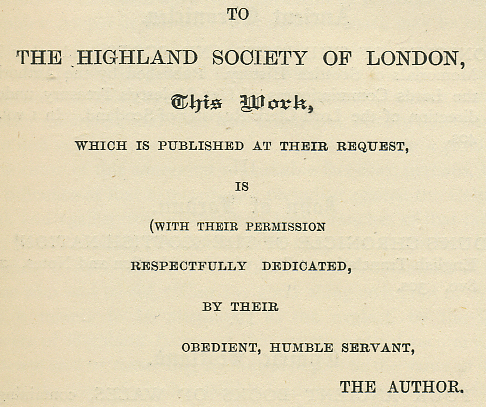 TO
THE HIGHLAND SOCIETY OF LONDON,
This Work,
WHICH IS PUBLISHED AT THEIR REQUEST,
IS
(WITH THEIR PERMISSION
RESPECTFULLY DEDICATED,
BY THEIR
OBEDIENT, HUMBLE SERVANT,
THE AUTHOR.